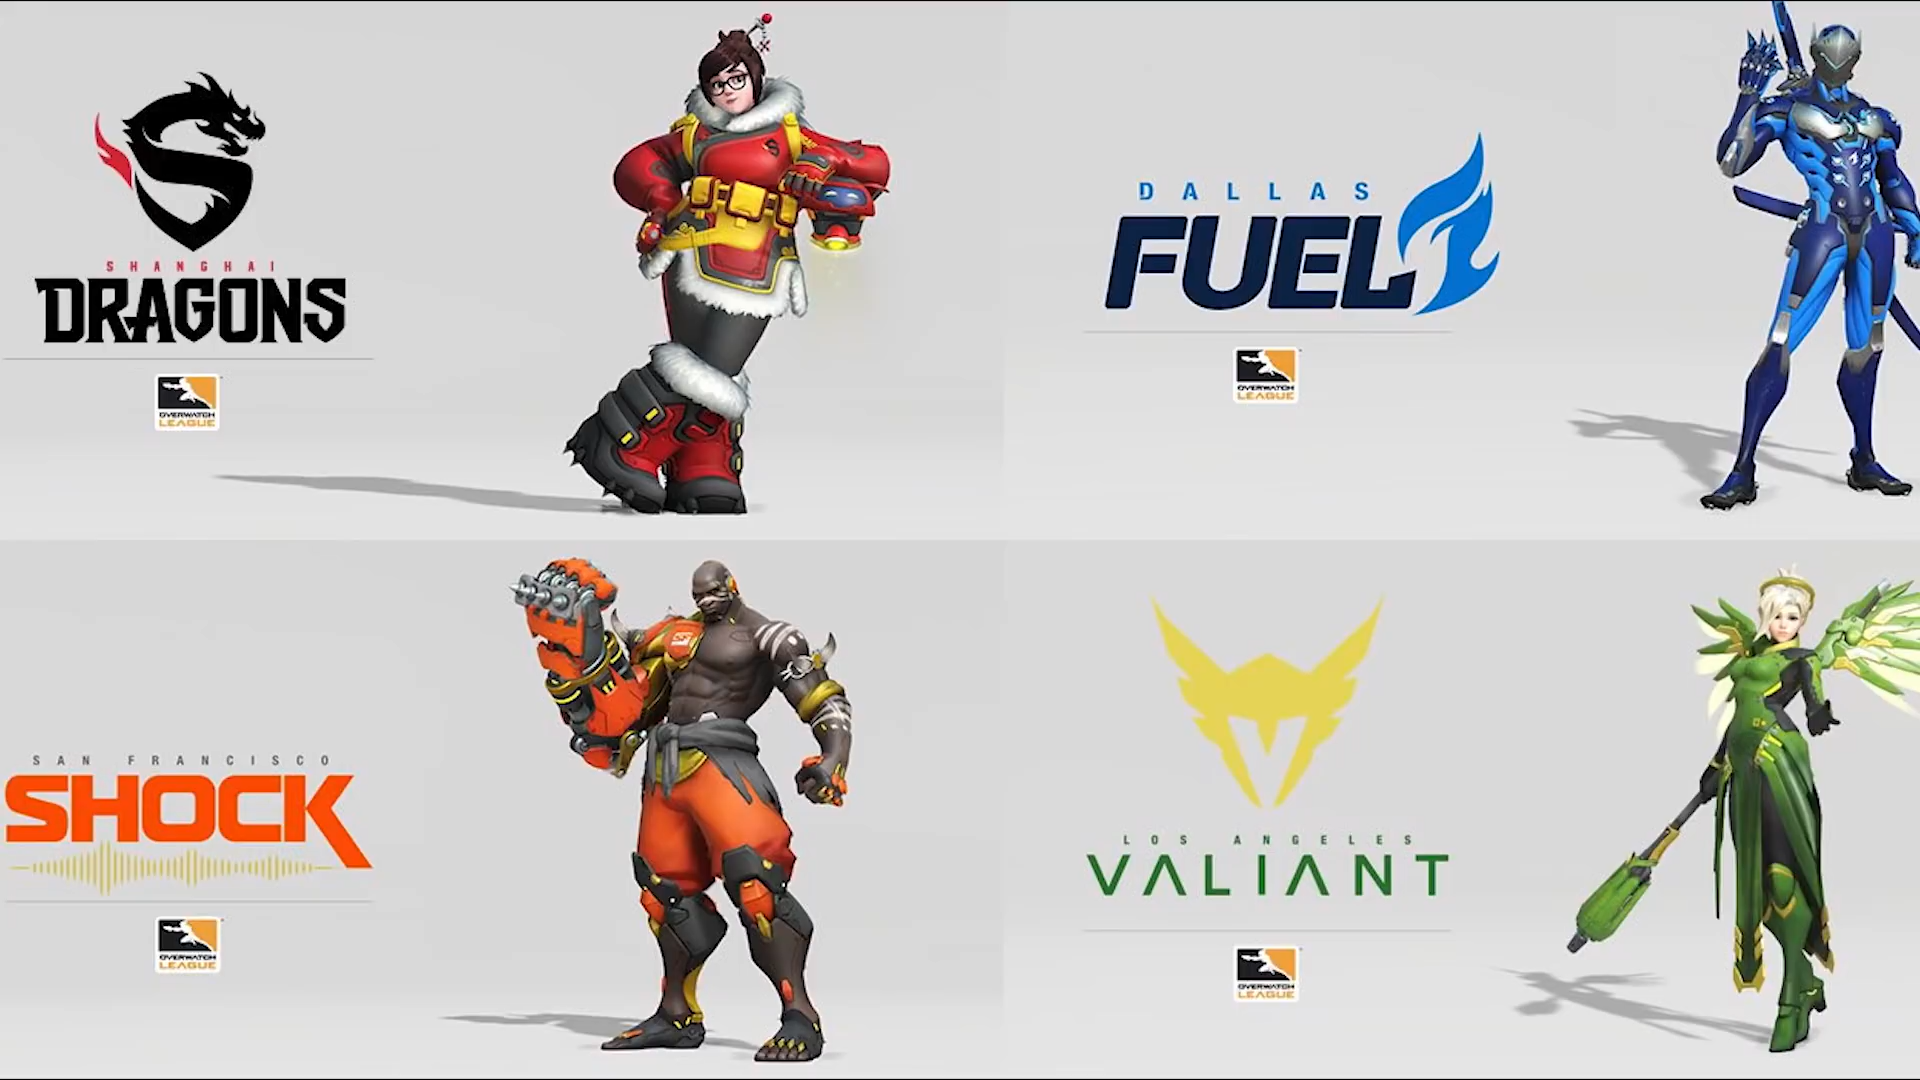 SHANGHAI
DRAGONS
OVERWATCH
LEAGUE
DALLAS
FUEL
OVERWATCH
LEAGUE
SAN FRANCISCO
SHOCK
OVERWATCH
LEAGUE
LOS ANGELES
VALIANT
OVERWATCH
LEAGUE